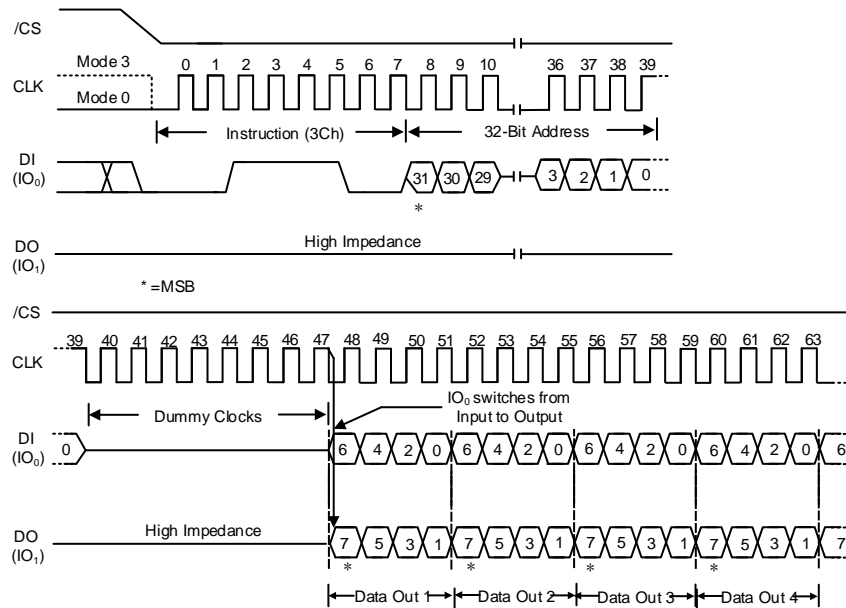 /CS
Mode 3
0 1 2 3 4 5 6 7 8 9 10 36 37 38 39
CLK
Mode 0
Instruction (3Ch) 32-Bit Address
DI
(IO₀)
31 30 29 3 2 1 0
*
High Impedance
DO
(IO₁)
* =MSB
/CS
39 40 41 42 43 44 45 46 47 48 49 50 51 52 53 54 55 56 57 58 59 60 61 62 63
CLK
Dummy Clocks
IO₀ switches from
Input to Output
DI
(IO₀)
0 6 4 2 0 6 4 2 0 6 4 2 0 6 4 2 0 6
High Impedance
DO
(IO₁)
7 5 3 1 7 5 3 1 7 5 3 1 7 5 3 1 7
* * * *
Data Out 1 Data Out 2 Data Out 3 Data Out 4